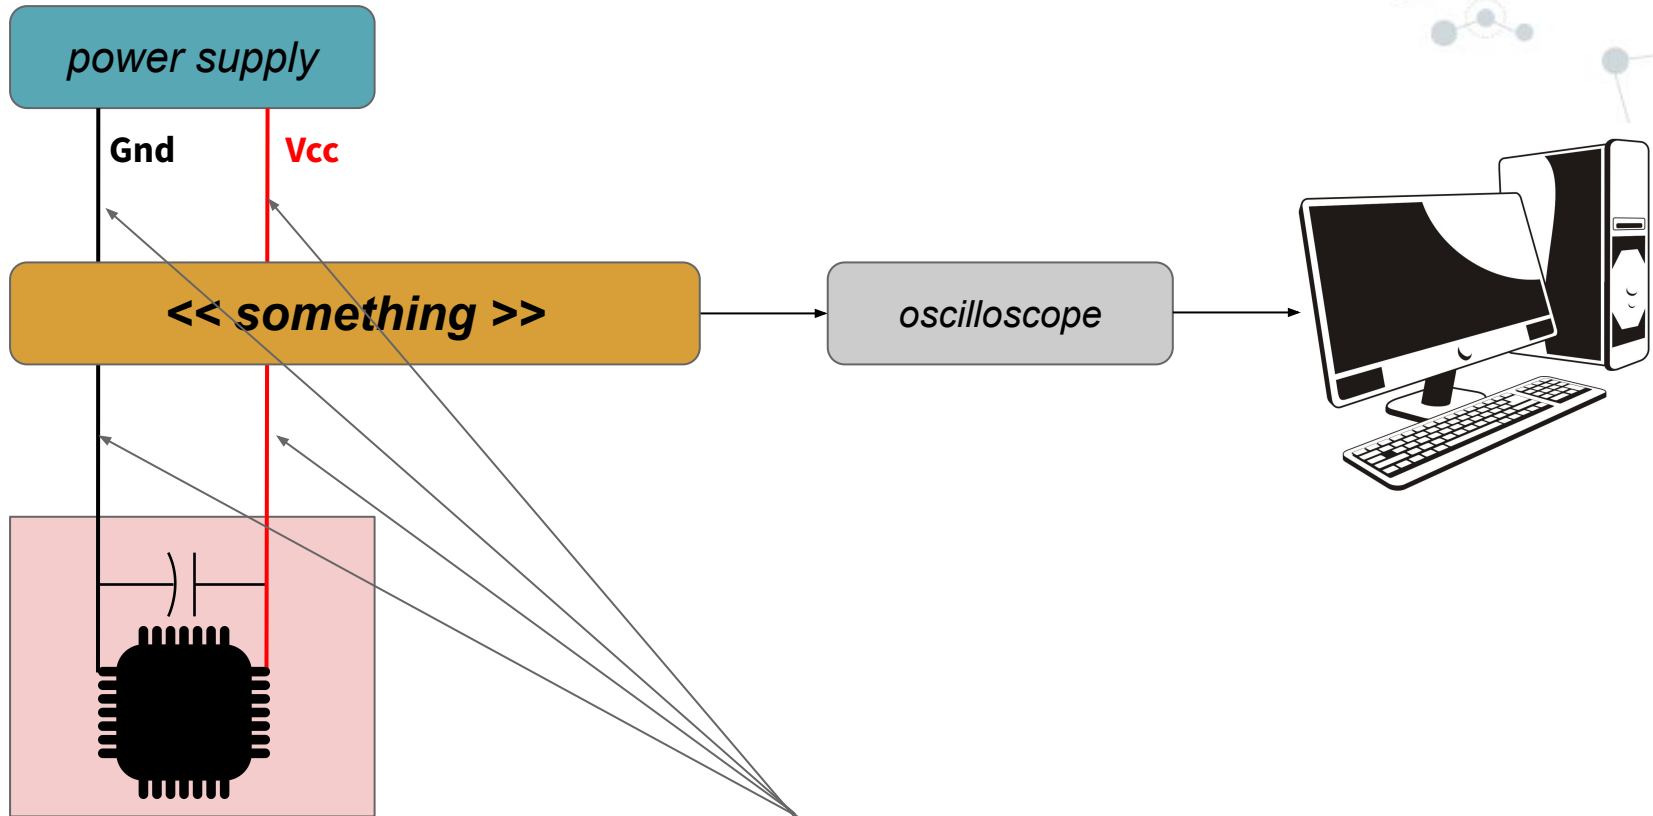 power supply
Gnd
Vcc
<< something >>
oscilloscope